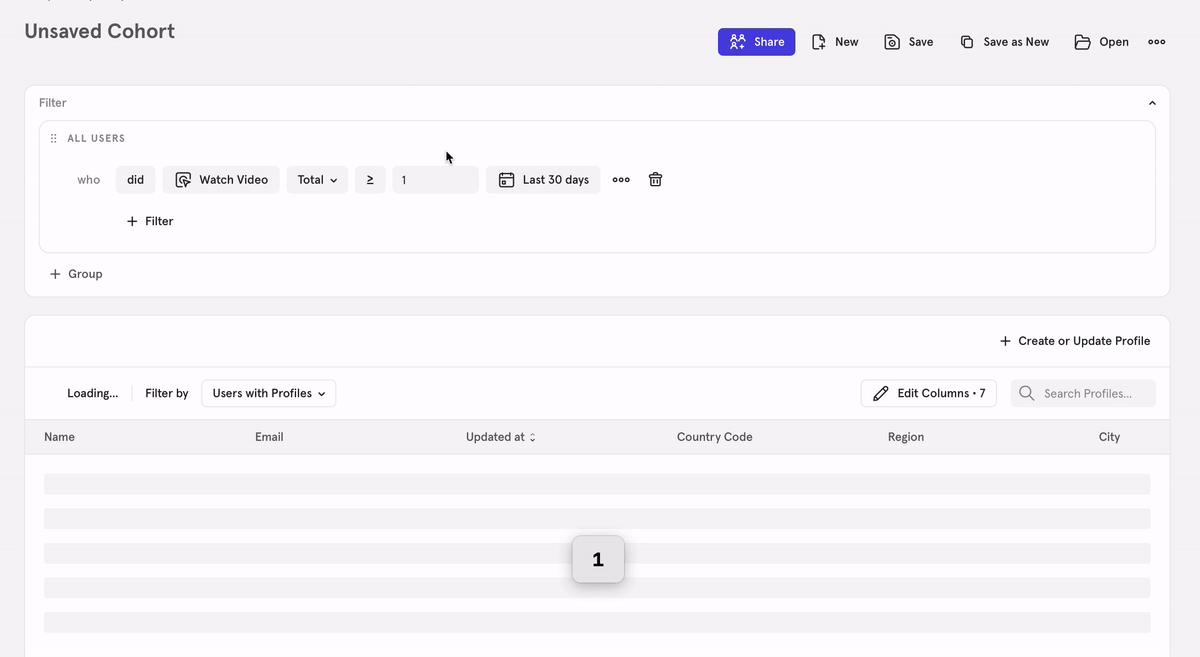 Unsaved Cohort
Share New Save Save as New Open
Filter
ALL USERS
who did Watch Video Total ≥ 1 Last 30 days
+ Filter
+ Group
+ Create or Update Profile
Loading... Filter by Users with Profiles Edit Columns • 7 Search Profiles...
Name Email Updated at Country Code Region City
1